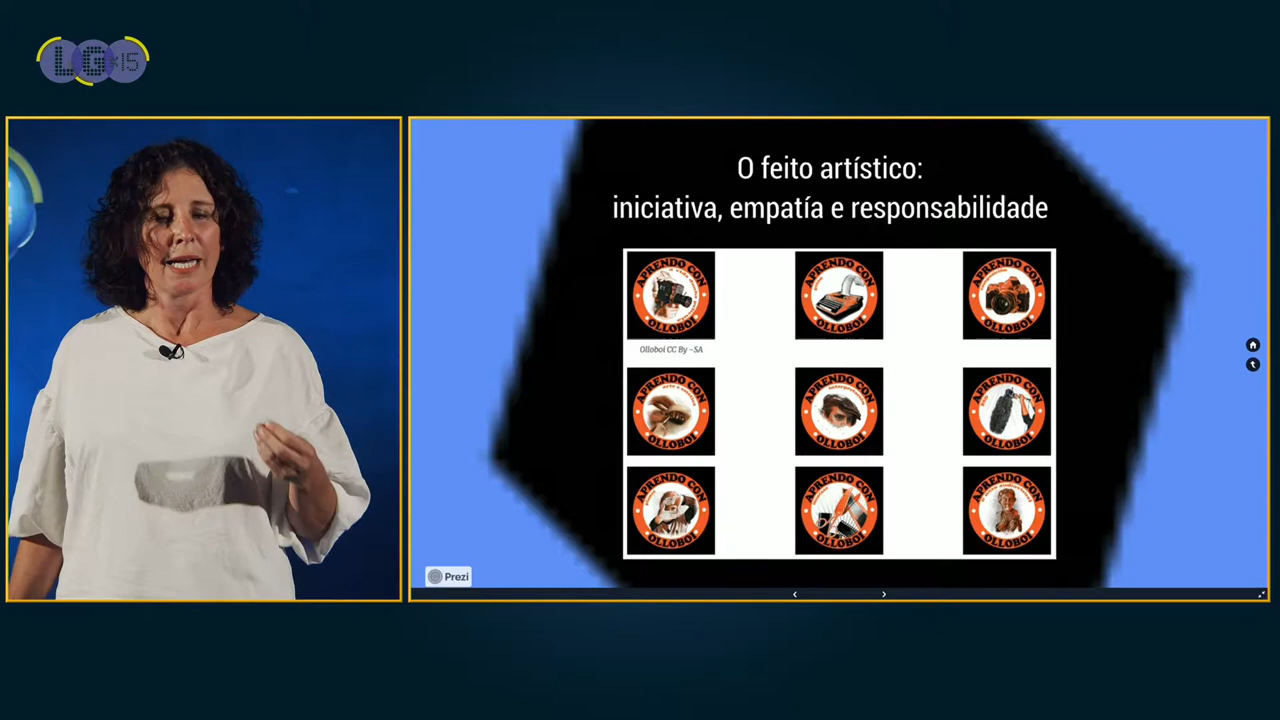 LG15
O feito artístico:
iniciativa, empatía e responsabilidade
APRENDO CON
OLLOBOI
APRENDO CON
OLLOBOI
APRENDO CON
OLLOBOI
Olloboi CC By -SA
APRENDO CON
OLLOBOI
APRENDO CON
OLLOBOI
APRENDO CON
OLLOBOI
APRENDO CON
OLLOBOI
APRENDO CON
OLLOBOI
APRENDO CON
OLLOBOI
Prezi